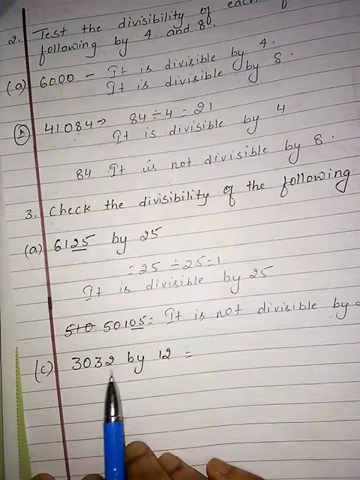 2. Test the divisibility of each of
following by 4 and 8.
(a) 6000 - It is divisible by 4.
It is divisible by 8.
(b) 41084 → 84 ÷ 4 = 21
It is divisible by 4
84 It is not divisible by 8.
3. Check the divisibility of the following
(a) 6125 by 25
= 25 ÷ 25 = 1
It is divisible by 25
510 50105 = It is not divisible by
(c) 3032 by 12 =